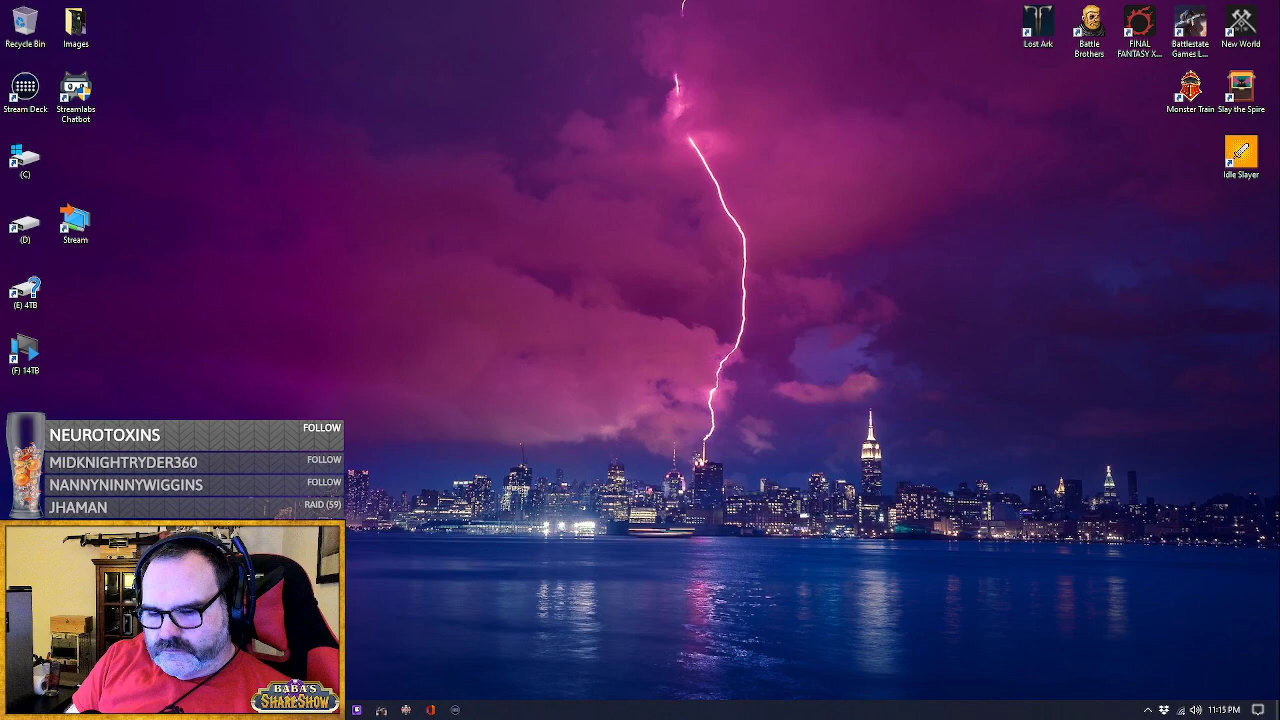 Recycle Bin
Images
Stream Deck
Streamlabs
Chatbot
(C)
(D)
Stream
(E) 4TB
(F) 14TB
Lost Ark
Battle
Brothers
FINAL
FANTASY X...
Battlestate
Games L...
New World
Monster Train
Slay the Spire
Idle Slayer
NEUROTOXINS FOLLOW
MIDKNIGHTRYDER360 FOLLOW
NANNYNINNYWIGGINS FOLLOW
JHAMAN RAID (59)
BABA'S
SHARESHOW
11:15 PM